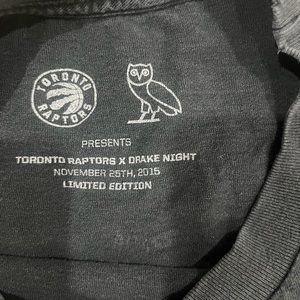 TORONTO
RAPTORS
PRESENTS
TORONTO RAPTORS X DRAKE NIGHT
NOVEMBER 25TH, 2015
LIMITED EDITION